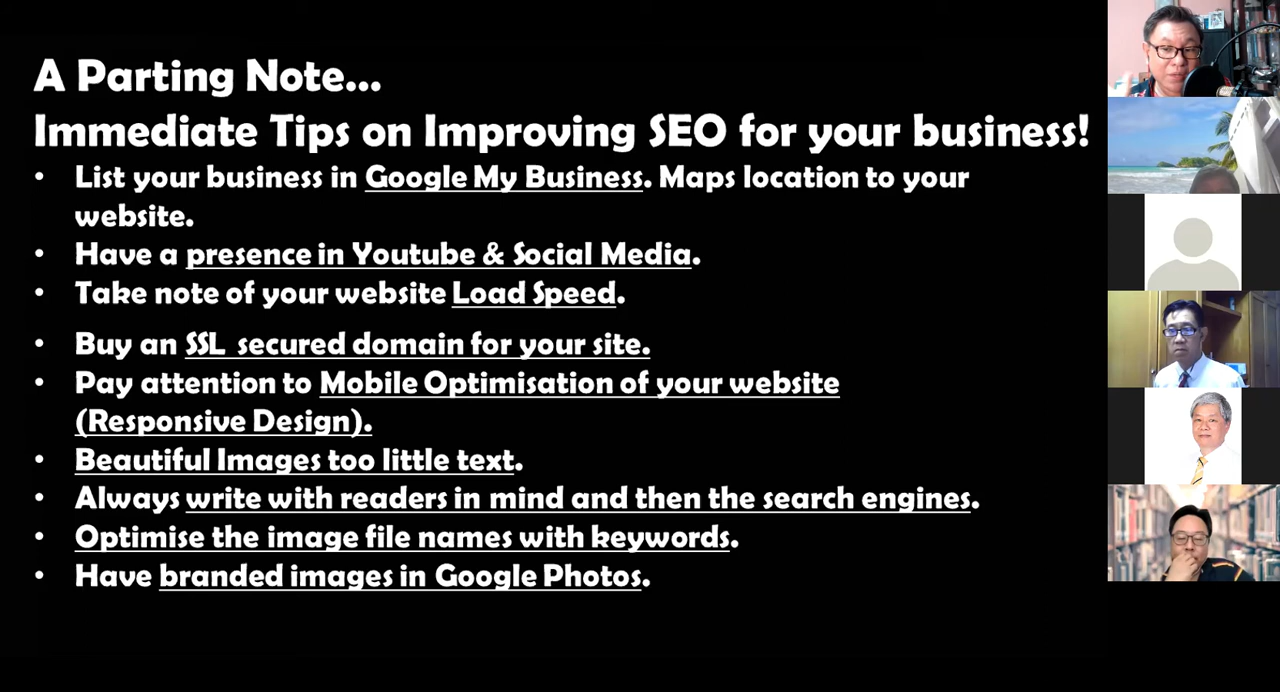 A Parting Note...
Immediate Tips on Improving SEO for your business!
• List your business in Google My Business. Maps location to your
website.
• Have a presence in Youtube & Social Media.
• Take note of your website Load Speed.
• Buy an SSL secured domain for your site.
• Pay attention to Mobile Optimisation of your website
(Responsive Design).
• Beautiful Images too little text.
• Always write with readers in mind and then the search engines.
• Optimise the image file names with keywords.
• Have branded images in Google Photos.